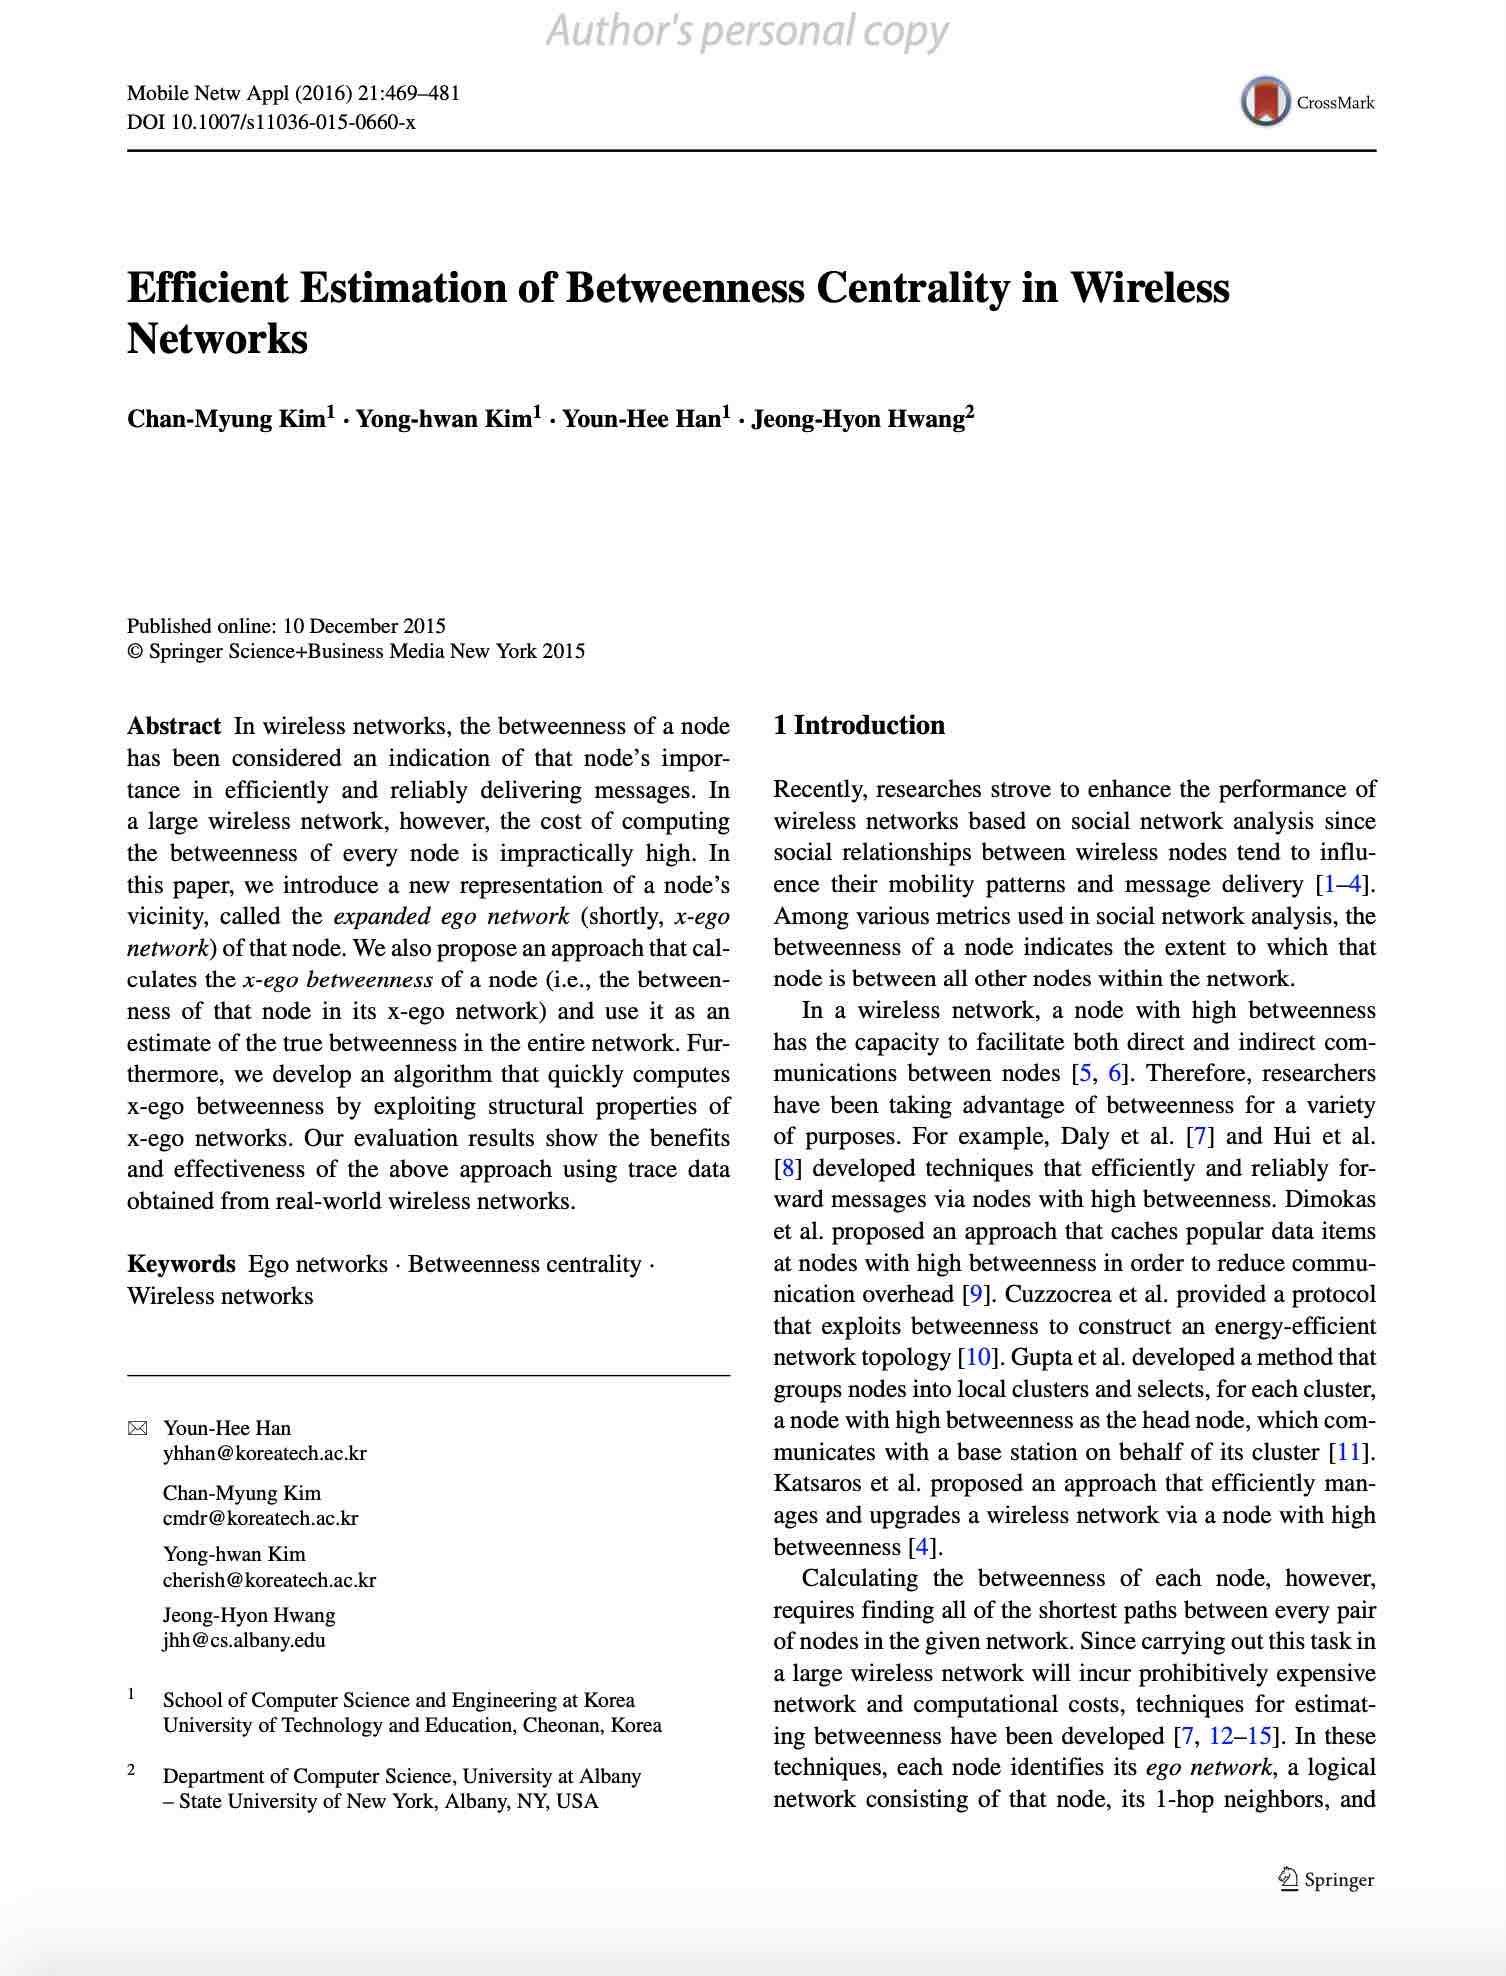 Author's personal copy
Mobile Netw Appl (2016) 21:469–481
DOI 10.1007/s11036-015-0660-x
CrossMark
Efficient Estimation of Betweenness Centrality in Wireless
Networks
Chan-Myung Kim1 · Yong-hwan Kim1 · Youn-Hee Han1 · Jeong-Hyon Hwang2
Published online: 10 December 2015
© Springer Science+Business Media New York 2015
Abstract In wireless networks, the betweenness of a node
has been considered an indication of that node's impor-
tance in efficiently and reliably delivering messages. In
a large wireless network, however, the cost of computing
the betweenness of every node is impractically high. In
this paper, we introduce a new representation of a node's
vicinity, called the expanded ego network (shortly, x-ego
network) of that node. We also propose an approach that cal-
culates the x-ego betweenness of a node (i.e., the between-
ness of that node in its x-ego network) and use it as an
estimate of the true betweenness in the entire network. Fur-
thermore, we develop an algorithm that quickly computes
x-ego betweenness by exploiting structural properties of
x-ego networks. Our evaluation results show the benefits
and effectiveness of the above approach using trace data
obtained from real-world wireless networks.
Keywords Ego networks · Betweenness centrality ·
Wireless networks
Youn-Hee Han
yhhan@koreatech.ac.kr
Chan-Myung Kim
cmdr@koreatech.ac.kr
Yong-hwan Kim
cherish@koreatech.ac.kr
Jeong-Hyon Hwang
jhh@cs.albany.edu
1 School of Computer Science and Engineering at Korea
University of Technology and Education, Cheonan, Korea
2 Department of Computer Science, University at Albany
– State University of New York, Albany, NY, USA
1 Introduction
Recently, researches strove to enhance the performance of
wireless networks based on social network analysis since
social relationships between wireless nodes tend to influ-
ence their mobility patterns and message delivery [1–4].
Among various metrics used in social network analysis, the
betweenness of a node indicates the extent to which that
node is between all other nodes within the network.
In a wireless network, a node with high betweenness
has the capacity to facilitate both direct and indirect com-
munications between nodes [5, 6]. Therefore, researchers
have been taking advantage of betweenness for a variety
of purposes. For example, Daly et al. [7] and Hui et al.
[8] developed techniques that efficiently and reliably for-
ward messages via nodes with high betweenness. Dimokas
et al. proposed an approach that caches popular data items
at nodes with high betweenness in order to reduce commu-
nication overhead [9]. Cuzzocrea et al. provided a protocol
that exploits betweenness to construct an energy-efficient
network topology [10]. Gupta et al. developed a method that
groups nodes into local clusters and selects, for each cluster,
a node with high betweenness as the head node, which com-
municates with a base station on behalf of its cluster [11].
Katsaros et al. proposed an approach that efficiently man-
ages and upgrades a wireless network via a node with high
betweenness [4].
Calculating the betweenness of each node, however,
requires finding all of the shortest paths between every pair
of nodes in the given network. Since carrying out this task in
a large wireless network will incur prohibitively expensive
network and computational costs, techniques for estimat-
ing betweenness have been developed [7, 12–15]. In these
techniques, each node identifies its ego network, a logical
network consisting of that node, its 1-hop neighbors, and
Springer